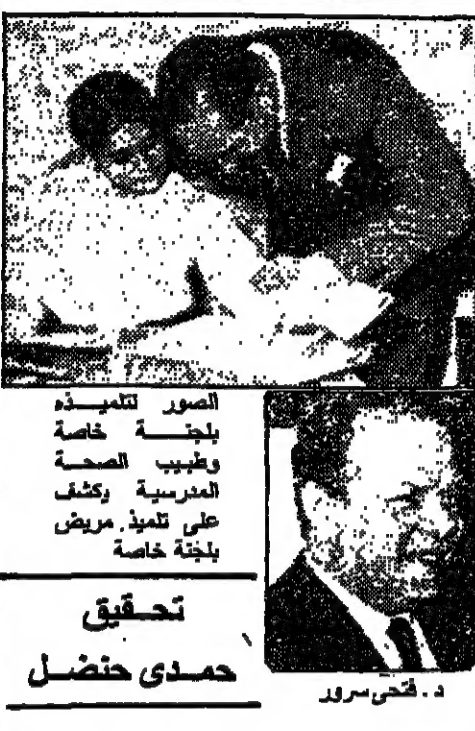 الصور لتلميذه
بلجنة خاصة
وطبيب الصحة
المدرسية يكشف
على تلميذ. مريض
بلجنة خاصة
تحقيق
حمدى حنضل
د. فتحى سرور